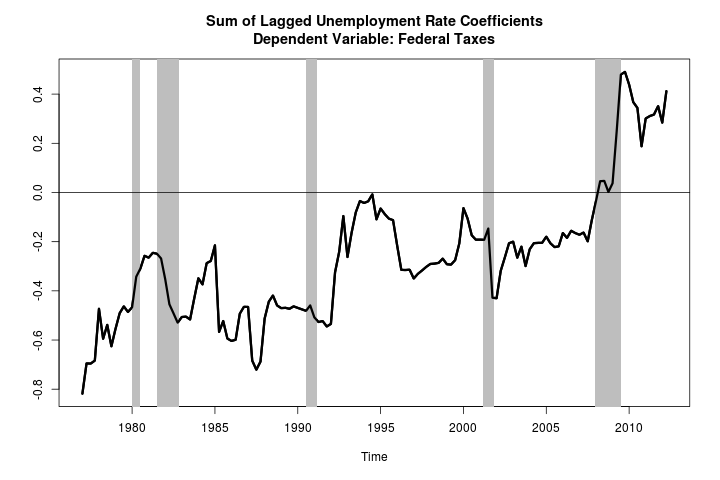 Sum of Lagged Unemployment Rate Coefficients
Dependent Variable: Federal Taxes
0.4
0.2
0.0
-0.2
-0.4
-0.6
-0.8
1980 1985 1990 1995 2000 2005 2010
Time